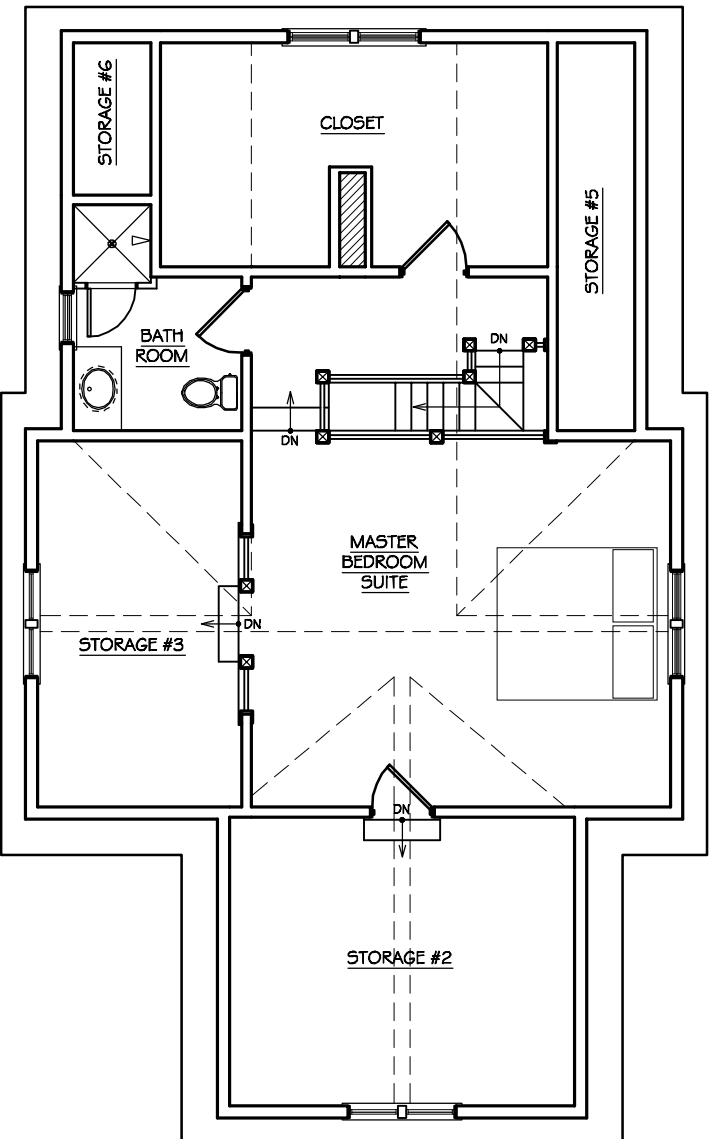 STORAGE #6
CLOSET
STORAGE #5
BATH
ROOM
DN
DN
MASTER
BEDROOM
SUITE
DN
STORAGE #3
DN
STORAGE #2